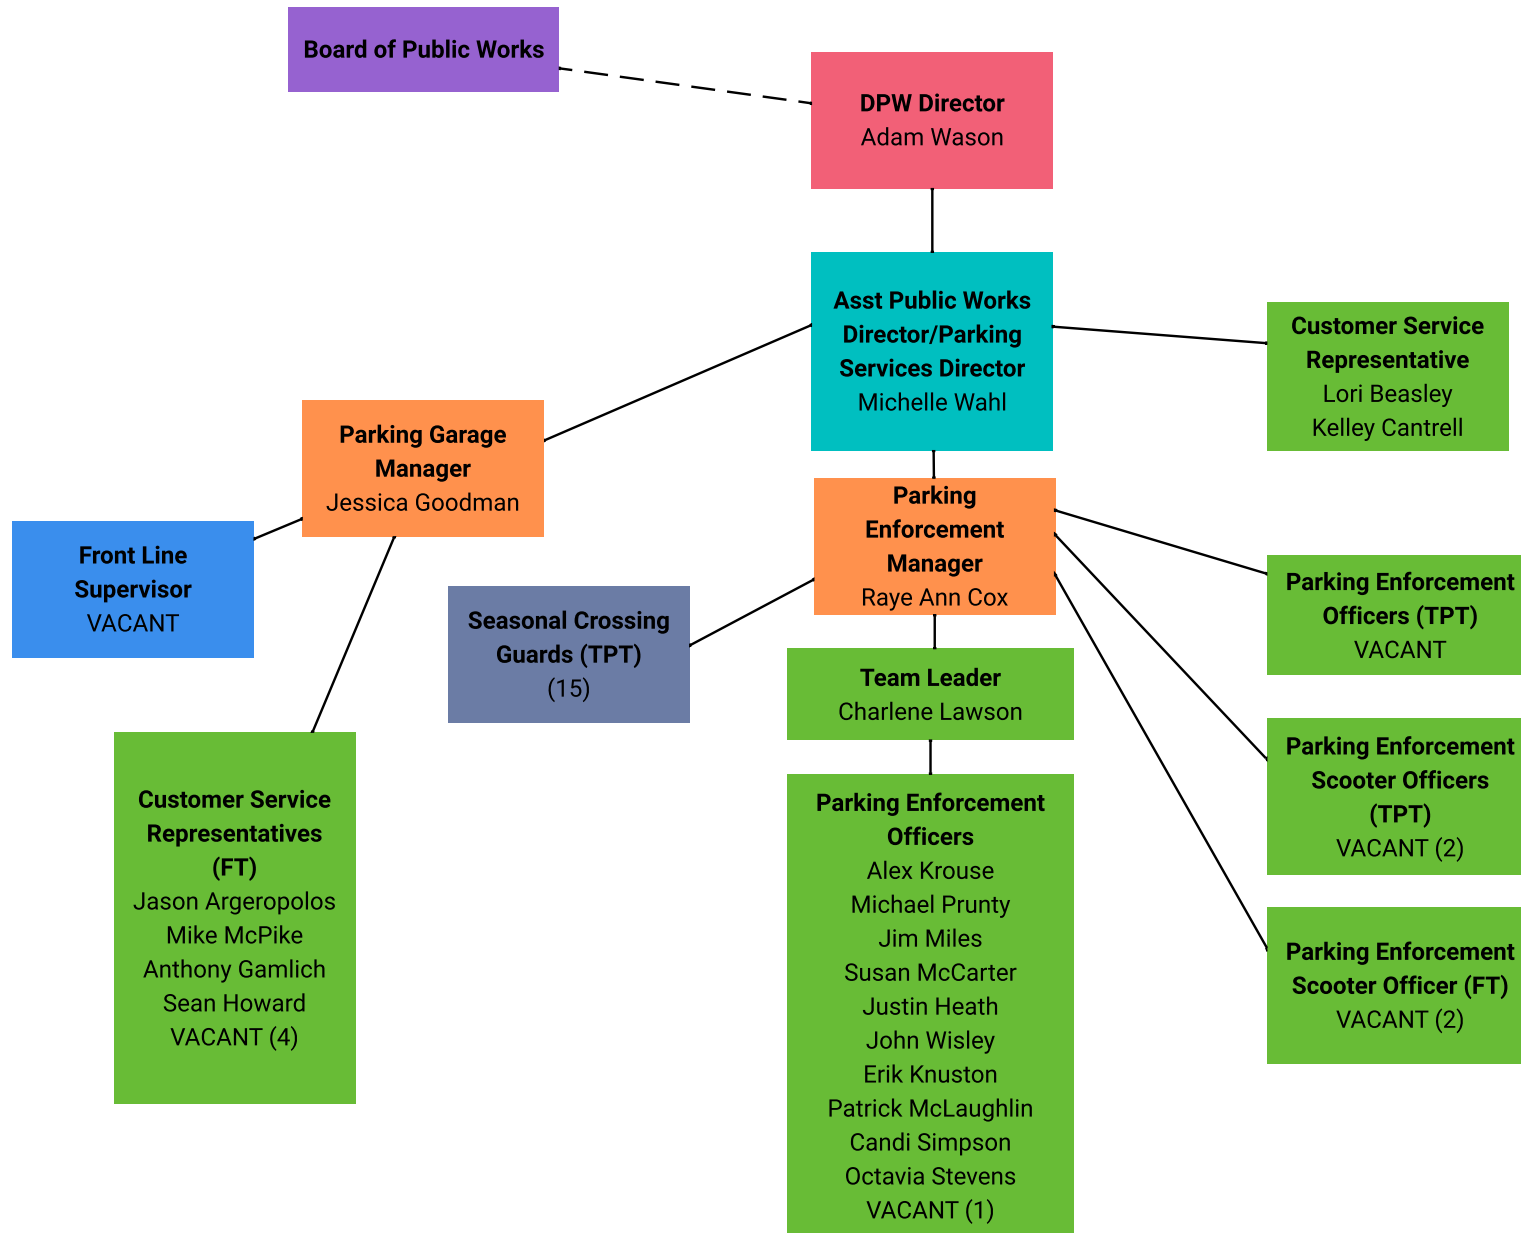 Board of Public Works
DPW Director
Adam Wason
Asst Public Works
Director/Parking
Services Director
Michelle Wahl
Customer Service
Representative
Lori Beasley
Kelley Cantrell
Parking Garage
Manager
Jessica Goodman
Parking
Enforcement
Manager
Raye Ann Cox
Front Line
Supervisor
VACANT
Seasonal Crossing
Guards (TPT)
(15)
Parking Enforcement
Officers (TPT)
VACANT
Team Leader
Charlene Lawson
Parking Enforcement
Scooter Officers
(TPT)
VACANT (2)
Customer Service
Representatives
(FT)
Jason Argeropolos
Mike McPike
Anthony Gamlich
Sean Howard
VACANT (4)
Parking Enforcement
Officers
Alex Krouse
Michael Prunty
Jim Miles
Susan McCarter
Justin Heath
John Wisley
Erik Knuston
Patrick McLaughlin
Candi Simpson
Octavia Stevens
VACANT (1)
Parking Enforcement
Scooter Officer (FT)
VACANT (2)